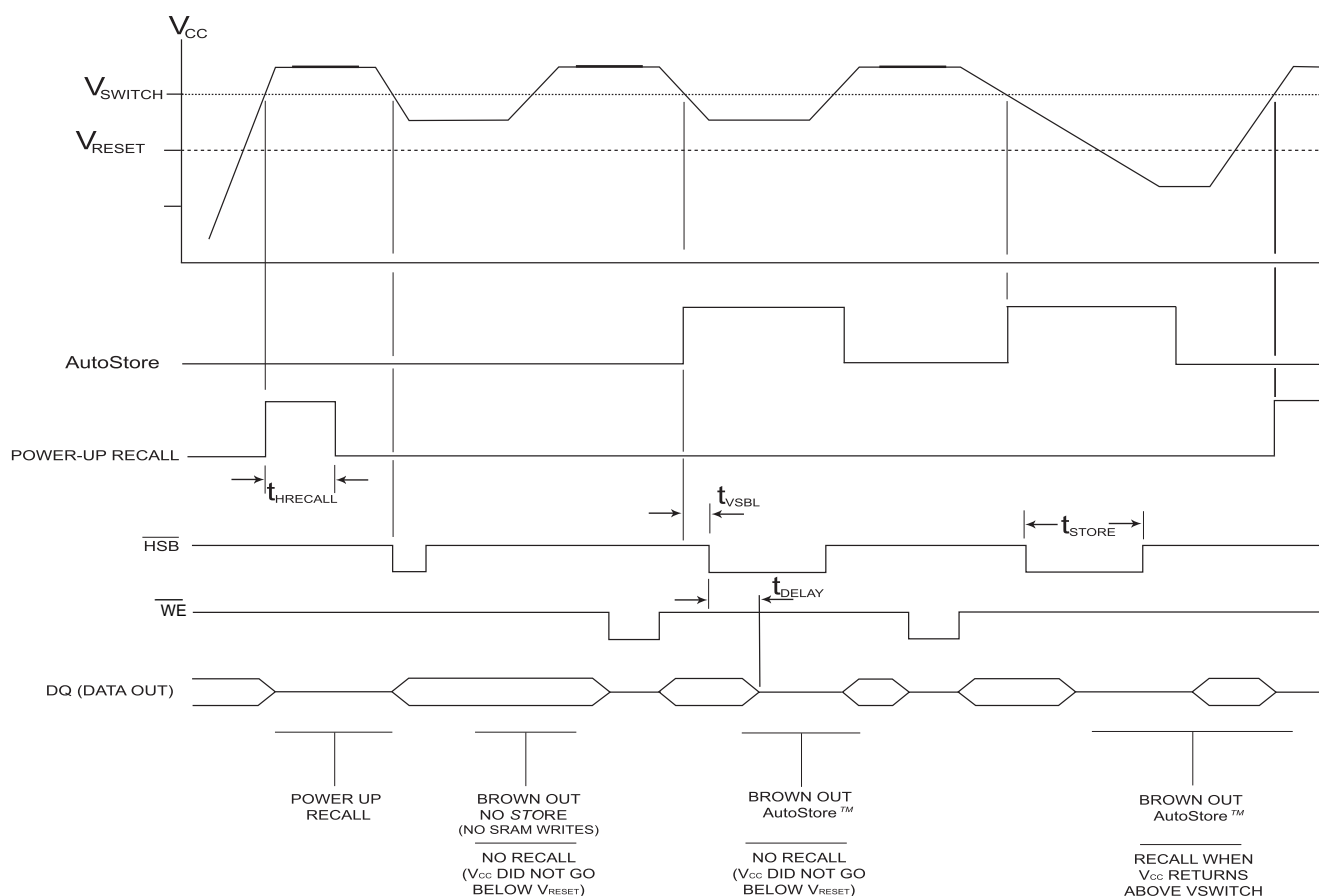 VCC
VSWITCH
VRESET
AutoStore
POWER-UP RECALL
tHRECALL
tVSBL
tSTORE
HSB
tDELAY
WE
DQ (DATA OUT)
POWER UP
RECALL
BROWN OUT
NO STORE
(NO SRAM WRITES)
NO RECALL
(VCC DID NOT GO
BELOW VRESET)
BROWN OUT
AutoStore™
NO RECALL
(VCC DID NOT GO
BELOW VRESET)
BROWN OUT
AutoStore™
RECALL WHEN
VCC RETURNS
ABOVE VSWITCH